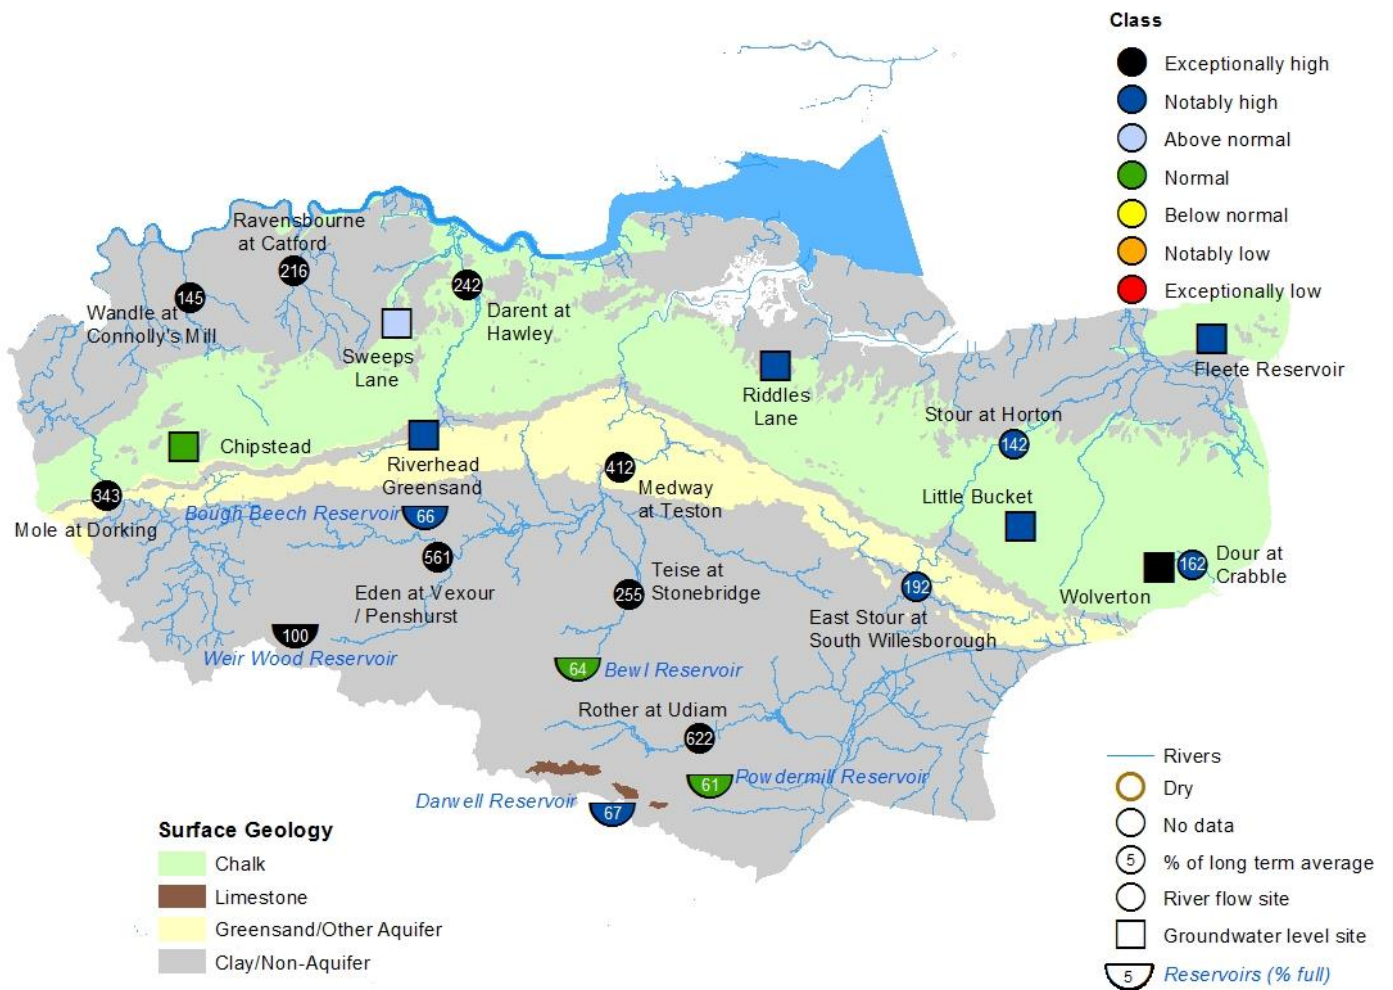 Class
Exceptionally high
Notably high
Above normal
Normal
Below normal
Notably low
Exceptionally low
Ravensbourne
at Catford
216
145
Wandle at
Connolly's Mill
242
Darent at
Hawley
Sweeps
Lane
Riddles
Lane
Fleete Reservoir
Stour at Horton
142
Chipstead
Riverhead
Greensand
412
Medway
at Teston
343
Mole at Dorking
Bough Beech Reservoir
66
Little Bucket
561
Eden at Vexour
/ Penshurst
255
Teise at
Stonebridge
192
East Stour at
South Willesborough
Wolverton
162
Dour at
Crabble
100
Weir Wood Reservoir
64
Bewl Reservoir
Rother at Udiam
622
61
Powdermill Reservoir
Darwell Reservoir
67
Surface Geology
Chalk
Limestone
Greensand/Other Aquifer
Clay/Non-Aquifer
Rivers
Dry
No data
5
% of long term average
River flow site
Groundwater level site
5
Reservoirs (% full)